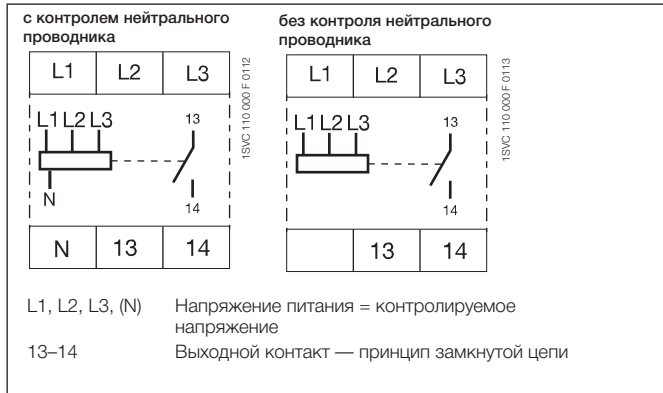 с контролем нейтрального
проводника
L1 L2 L3
1SVC 110 000 F 0112
L1 L2 L3
13
N
14
N 13 14
без контроля нейтрального
проводника
L1 L2 L3
1SVC 110 000 F 0113
L1 L2 L3
13
14
13 14
L1, L2, L3, (N) Напряжение питания = контролируемое
напряжение
13–14 Выходной контакт — принцип замкнутой цепи